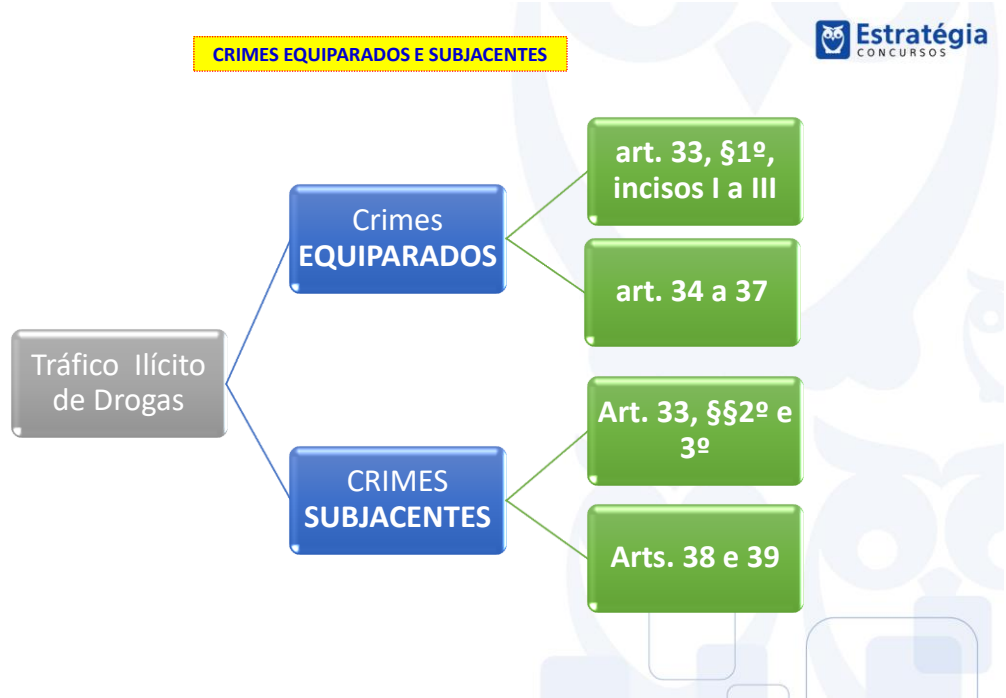 CRIMES EQUIPARADOS E SUBJACENTES
Estratégia
CONCURSOS
Tráfico Ilícito
de Drogas
Crimes
EQUIPARADOS
art. 33, §1º,
incisos I a III
art. 34 a 37
CRIMES
SUBJACENTES
Art. 33, §§2º e
3º
Arts. 38 e 39